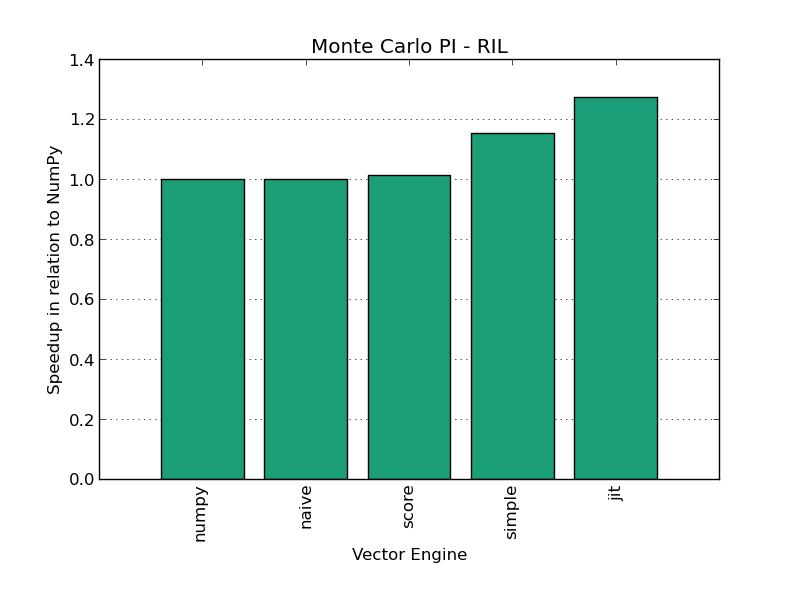 Monte Carlo PI - RIL
1.4
1.2
1.0
0.8
0.6
0.4
0.2
0.0
Speedup in relation to NumPy
numpy
naive
score
simple
jit
Vector Engine